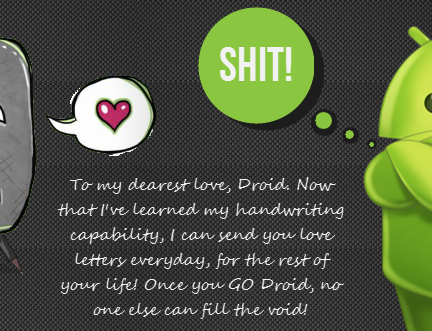 SHIT!
To my dearest love, Droid. Now
that I've learned my handwriting
capability, I can send you love
letters everyday, for the rest of
your life! Once you GO Droid, no
one else can fill the void!